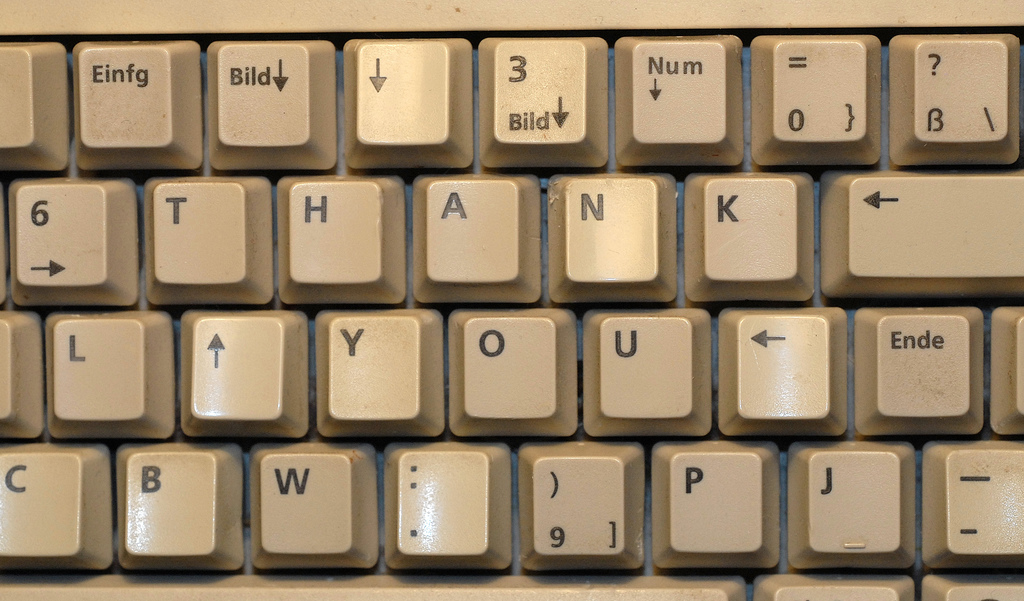 Einfg Bild↓ ↓ 3 Bild↓ Num ↓ = 0 } ? ß \
6 → T H A N K ←
L ↑ Y O U ← Ende
C B W : . ) 9 ] P J — -